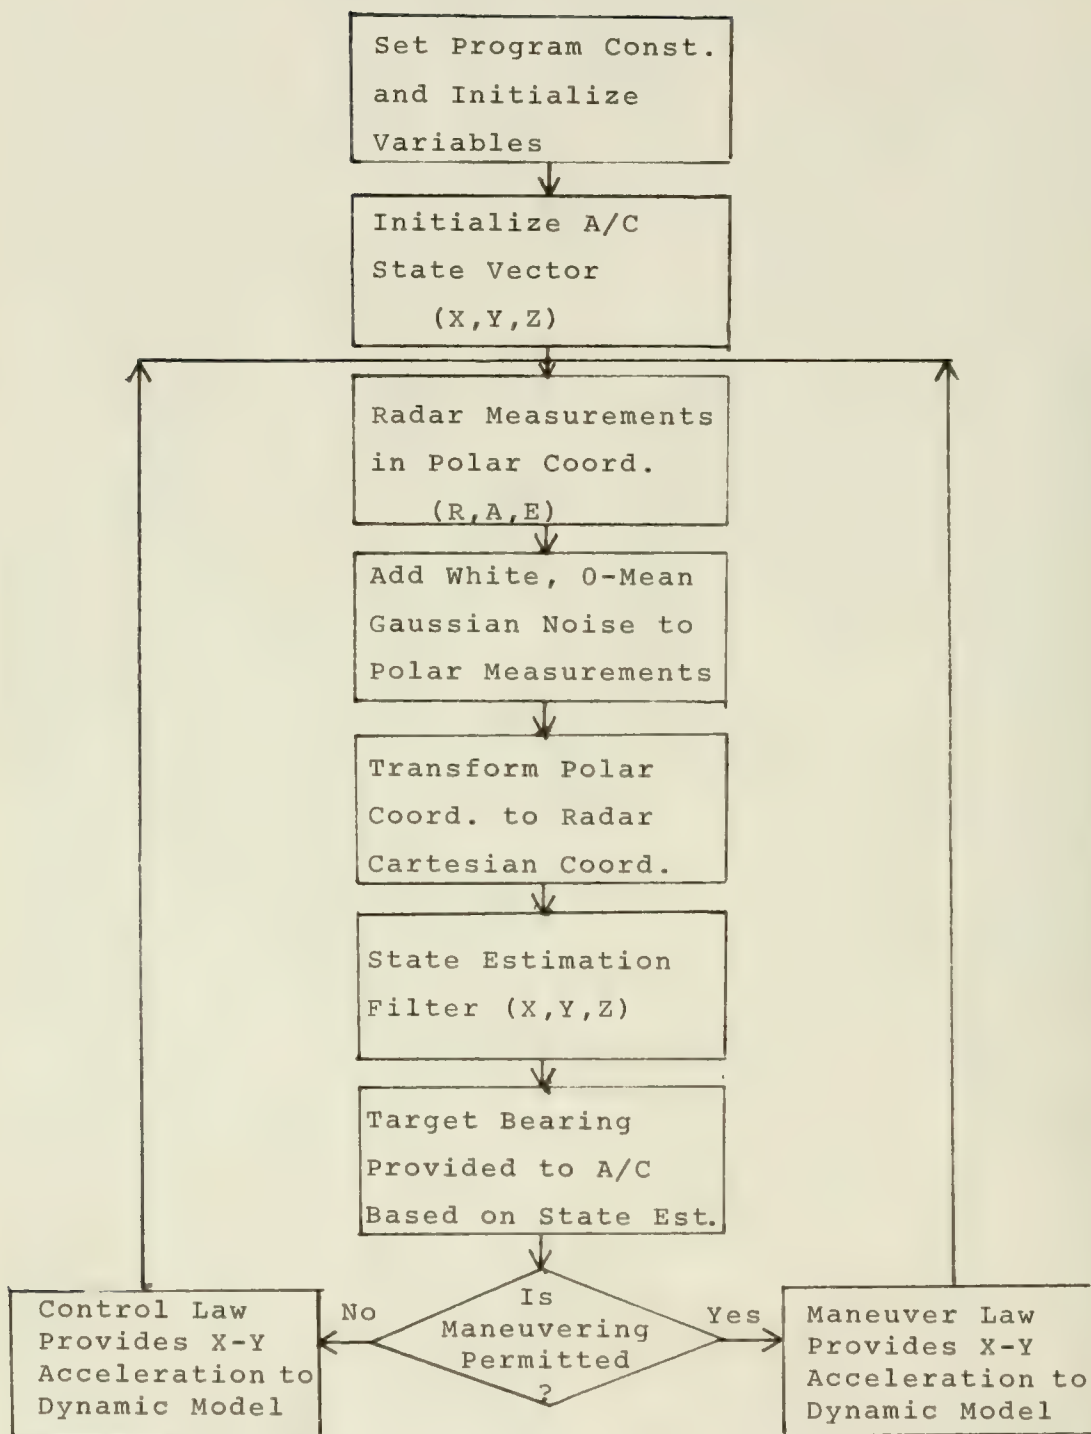 Set Program Const.
and Initialize
Variables
Initialize A/C
State Vector
(X,Y,Z)
Radar Measurements
in Polar Coord.
(R,A,E)
Add White, 0-Mean
Gaussian Noise to
Polar Measurements
Transform Polar
Coord. to Radar
Cartesian Coord.
State Estimation
Filter (X,Y,Z)
Target Bearing
Provided to A/C
Based on State Est.
Is
Maneuvering
Permitted
?
No
Yes
Control Law
Provides X-Y
Acceleration to
Dynamic Model
Maneuver Law
Provides X-Y
Acceleration to
Dynamic Model